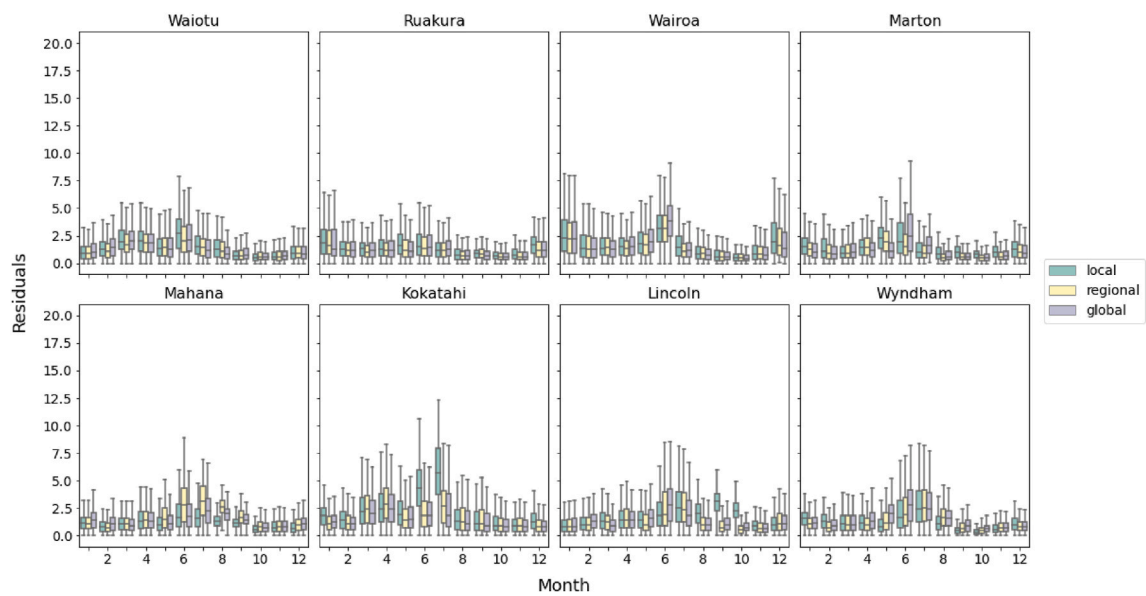 Waiotu Ruakura Wairoa Marton
20.0
17.5
15.0
12.5
10.0
7.5
5.0
2.5
0.0
Residuals
local
regional
global
Mahana Kokatahi Lincoln Wyndham
20.0
17.5
15.0
12.5
10.0
7.5
5.0
2.5
0.0
2 4 6 8 10 12 2 4 6 8 10 12 2 4 6 8 10 12 2 4 6 8 10 12
Month